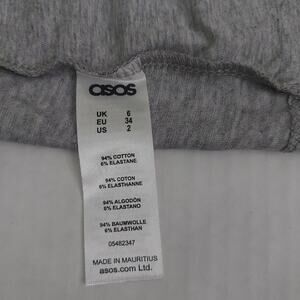 asos
UK 6
EU 34
US 2
94% COTTON
6% ELASTANE
94% COTON
6% ELASTHANNE
94% ALGODÓN
6% ELASTANO
94% BAUMWOLLE
6% ELASTHAN
05482347
MADE IN MAURITIUS
asos.com Ltd.